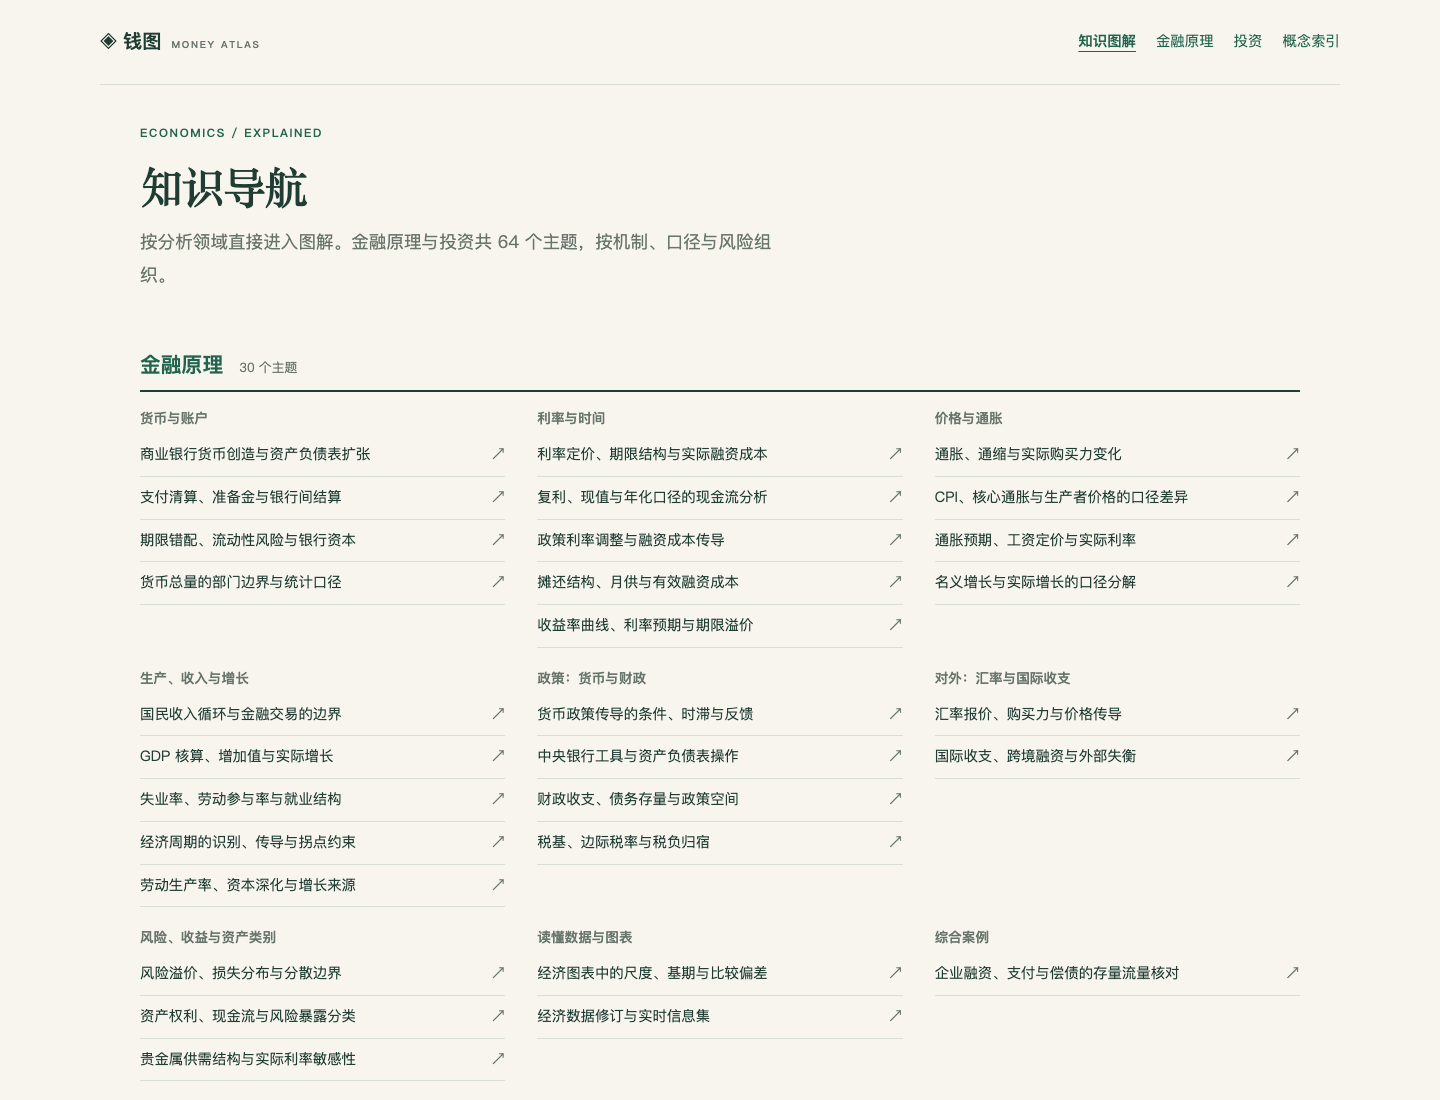 ◈ 钱图 MONEY ATLAS
知识图解 金融原理 投资 概念索引
ECONOMICS / EXPLAINED
知识导航
按分析领域直接进入图解。金融原理与投资共 64 个主题，按机制、口径与风险组
织。
金融原理 30 个主题
货币与账户
商业银行货币创造与资产负债表扩张 ↗
支付清算、准备金与银行间结算 ↗
期限错配、流动性风险与银行资本 ↗
货币总量的部门边界与统计口径 ↗
利率与时间
利率定价、期限结构与实际融资成本 ↗
复利、现值与年化口径的现金流分析 ↗
政策利率调整与融资成本传导 ↗
摊还结构、月供与有效融资成本 ↗
收益率曲线、利率预期与期限溢价 ↗
价格与通胀
通胀、通缩与实际购买力变化 ↗
CPI、核心通胀与生产者价格的口径差异 ↗
通胀预期、工资定价与实际利率 ↗
名义增长与实际增长的口径分解 ↗
生产、收入与增长
国民收入循环与金融交易的边界 ↗
GDP 核算、增加值与实际增长 ↗
失业率、劳动参与率与就业结构 ↗
经济周期的识别、传导与拐点约束 ↗
劳动生产率、资本深化与增长来源 ↗
政策：货币与财政
货币政策传导的条件、时滞与反馈 ↗
中央银行工具与资产负债表操作 ↗
财政收支、债务存量与政策空间 ↗
税基、边际税率与税负归宿 ↗
对外：汇率与国际收支
汇率报价、购买力与价格传导 ↗
国际收支、跨境融资与外部失衡 ↗
风险、收益与资产类别
风险溢价、损失分布与分散边界 ↗
资产权利、现金流与风险暴露分类 ↗
贵金属供需结构与实际利率敏感性 ↗
读懂数据与图表
经济图表中的尺度、基期与比较偏差 ↗
经济数据修订与实时信息集 ↗
综合案例
企业融资、支付与偿债的存量流量核对 ↗